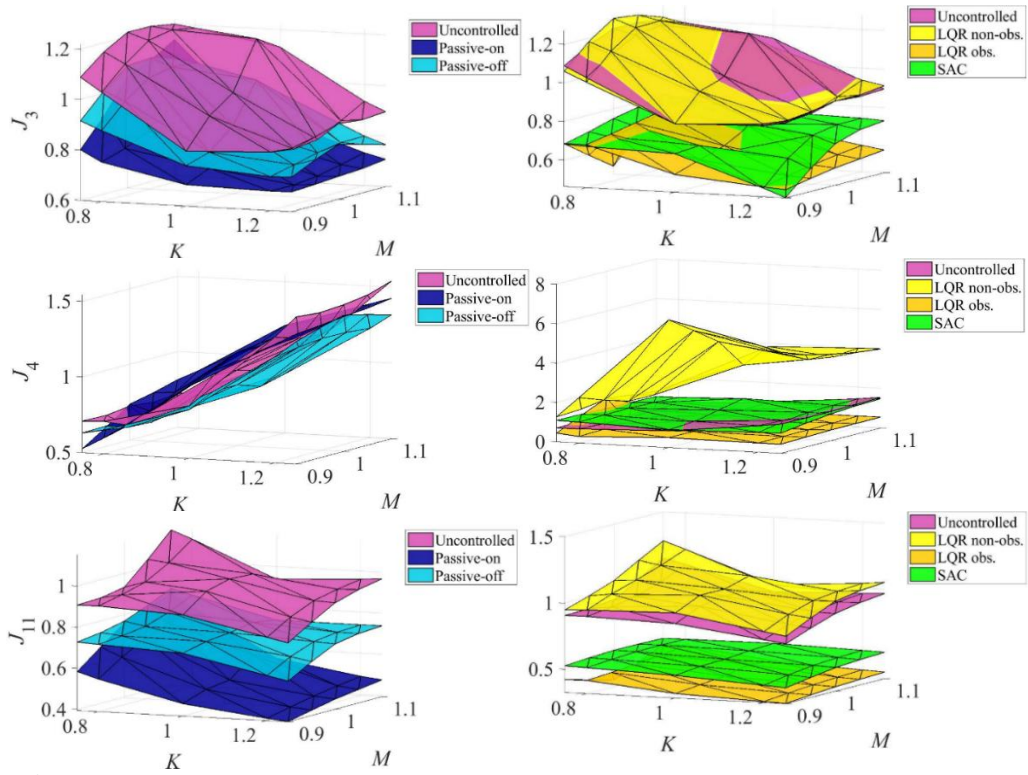 1.2
1
0.8
0.6
J3
0.8
1
1.2
K
0.9
1
1.1
M
Uncontrolled
Passive-on
Passive-off
1.2
1
0.8
0.6
0.8
1
1.2
K
0.9
1
1.1
M
Uncontrolled
LQR non-obs.
LQR obs.
SAC
1.5
1
0.5
J4
0.8
1
1.2
K
0.9
1
1.1
M
Uncontrolled
Passive-on
Passive-off
8
6
4
2
0
0.8
1
1.2
K
0.9
1
1.1
M
Uncontrolled
LQR non-obs.
LQR obs.
SAC
1
0.8
0.6
0.4
J11
0.8
1
1.2
K
0.9
1
1.1
M
Uncontrolled
Passive-on
Passive-off
1.5
1
0.5
0.8
1
1.2
K
0.9
1
1.1
M
Uncontrolled
LQR non-obs.
LQR obs.
SAC